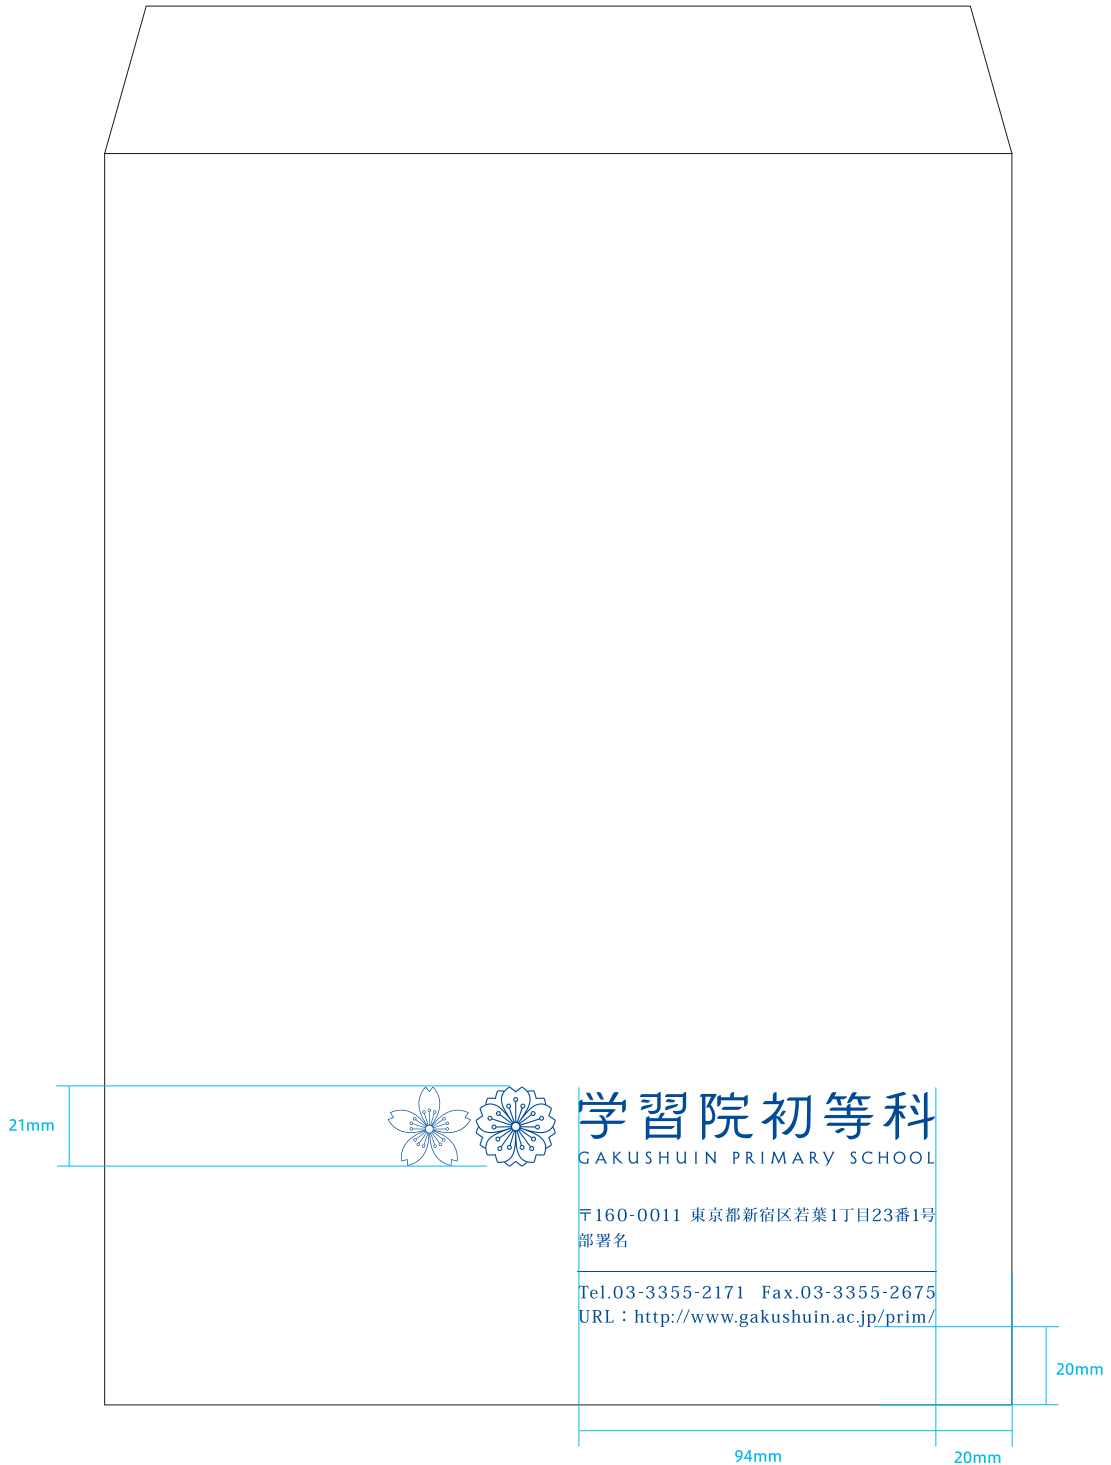 21mm
学習院初等科
GAKUSHUIN PRIMARY SCHOOL
〒160-0011 東京都新宿区若葉1丁目23番1号
部署名
Tel.03-3355-2171 Fax.03-3355-2675
URL：http://www.gakushuin.ac.jp/prim/
20mm
94mm
20mm